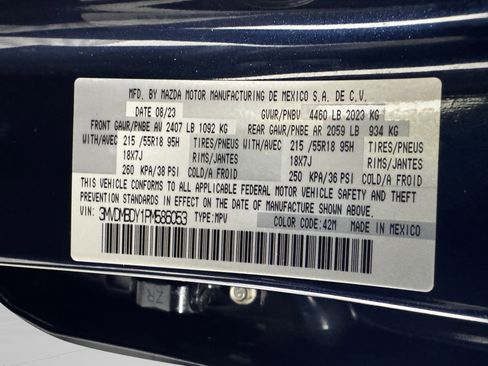 MFD. BY MAZDA MOTOR MANUFACTURING DE MEXICO S.A. DE C.V.
DATE 08/23 GVWR/PNBV 4460 LB 2023 KG
FRONT GAWR/PNBE AV 2407 LB 1092 KG REAR GAWR/PNBE AR 2059 LB 934 KG
WITH/AVEC 215/55R18 95H TIRES/PNEUS WITH/AVEC 215/55R18 95H TIRES/PNEUS
18X7J RIMS/JANTES 18X7J RIMS/JANTES
260 KPA/38 PSI COLD/A FROID 250 KPA/36 PSI COLD/A FROID
THIS VEHICLE CONFORMS TO ALL APPLICABLE FEDERAL MOTOR VEHICLE SAFETY AND THEFT
PREVENTION STANDARDS IN EFFECT ON THE DATE OF MANUFACTURE SHOWN ABOVE.
VIN: 3MVDMBDY1PM586053 TYPE:MPV COLOR CODE:42M MADE IN MEXICO